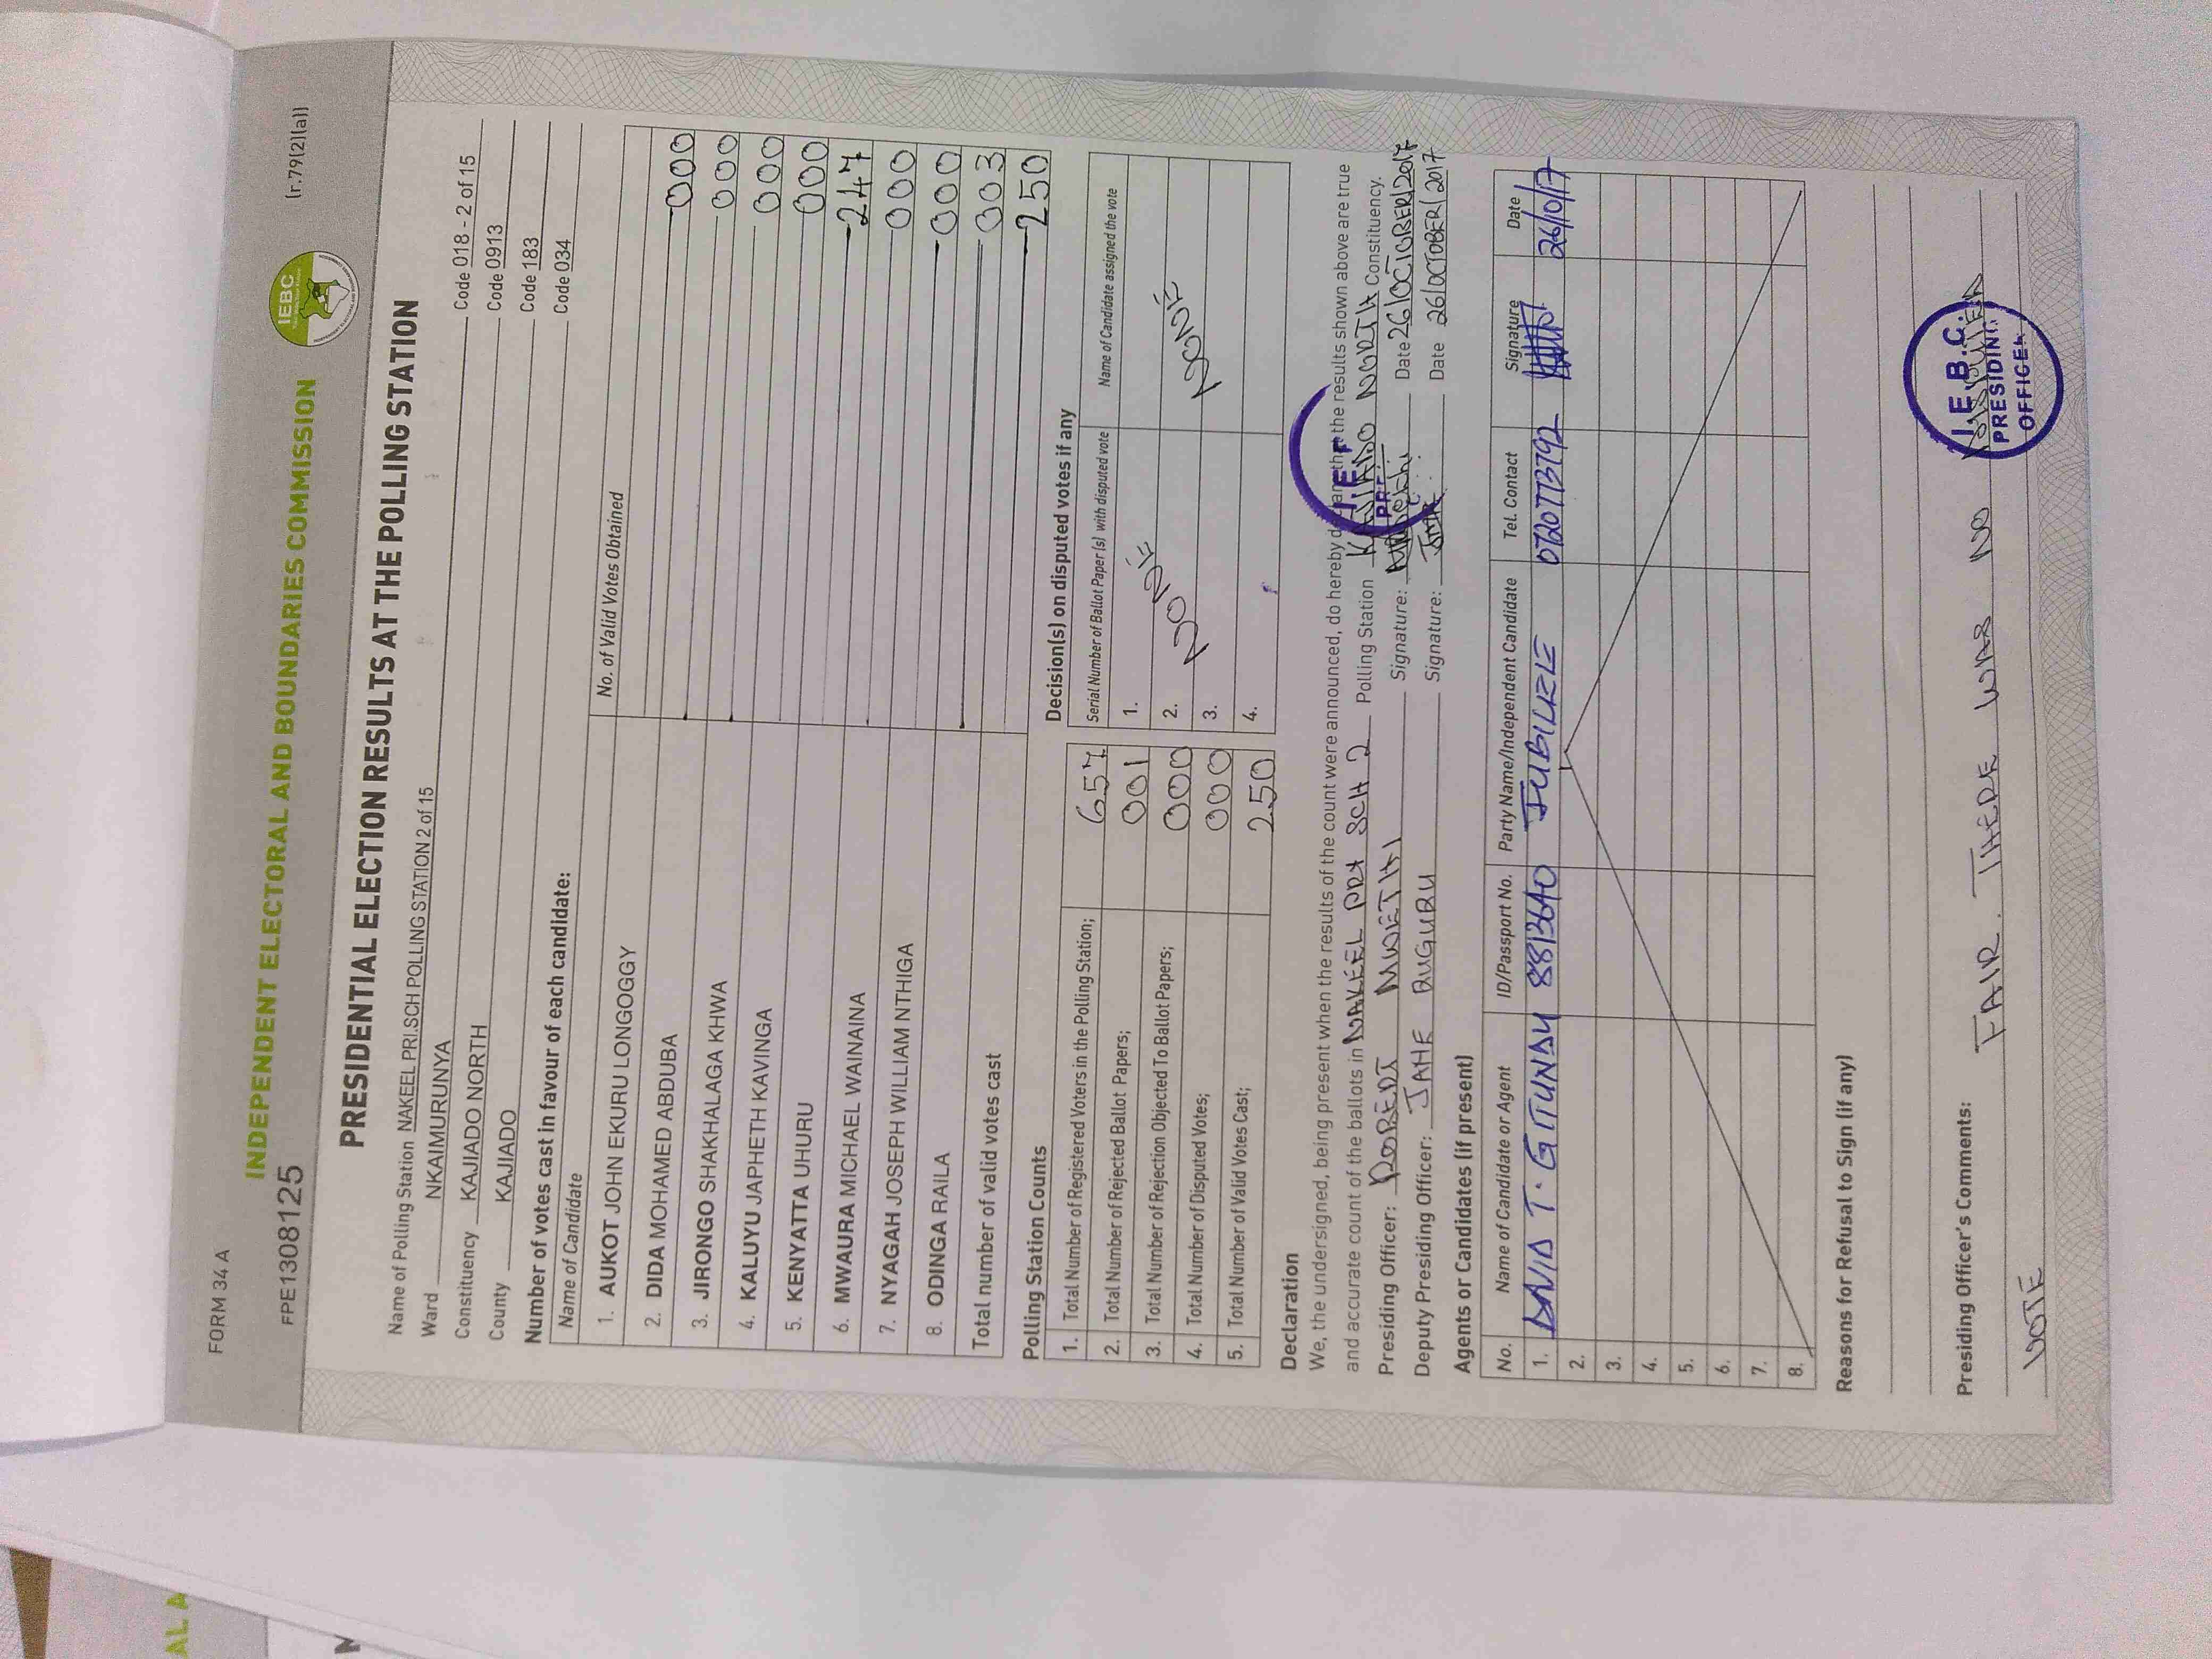 FORM 34 A
FPE1308125
INDEPENDENT ELECTORAL AND BOUNDARIES COMMISSION
IEBC
(r.79(2)(a))
PRESIDENTIAL ELECTION RESULTS AT THE POLLING STATION
Name of Polling Station NAKEEL PRI.SCH POLLING STATION 2 of 15 Code 018 - 2 of 15
Ward NKAIMURUNYA Code 0913
Constituency KAJIADO NORTH Code 183
County KAJIADO Code 034
Number of votes cast in favour of each candidate:
Name of Candidate No. of Valid Votes Obtained
1. AUKOT JOHN EKURU LONGOGGY 000
2. DIDA MOHAMED ABDUBA 000
3. JIRONGO SHAKHALAGA KHWA 000
4. KALUYU JAPHETH KAVINGA 000
5. KENYATTA UHURU 247
6. MWAURA MICHAEL WAINAINA 000
7. NYAGAH JOSEPH WILLIAM NTHIGA 000
8. ODINGA RAILA 003
Total number of valid votes cast 250
Polling Station Counts
1. Total Number of Registered Voters in the Polling Station; 657
2. Total Number of Rejected Ballot Papers; 001
3. Total Number of Rejection Objected To Ballot Papers; 000
4. Total Number of Disputed Votes; 000
5. Total Number of Valid Votes Cast; 250
Decision(s) on disputed votes if any
Serial Number of Ballot Paper (s) with disputed vote Name of Candidate assigned the vote
1.
2. NONE NONE
3.
4.
Declaration
We, the undersigned, being present when the results of the count were announced, do hereby that the results shown above are true
and accurate count of the ballots in NAKEEL PRY SCH 2 Polling Station KAJIADO NORTH Constituency.
Presiding Officer: ROBERT MURETHI Signature: Date 26/OCTOBER/2017
Deputy Presiding Officer: JANE RUGURU Signature: Date 26/OCTOBER/2017
Agents or Candidates (if present)
No. Name of Candidate or Agent ID/Passport No. Party Name/Independent Candidate Tel. Contact Signature Date
1. DAVID T. GITUNDU 8813640 JUBILEE 0720773792 26/10/17
2.
3.
4.
5.
6.
7.
8.
Reasons for Refusal to Sign (if any)
Presiding Officer's Comments:
FAIR. THERE WAS NO DISPUTED
VOTE
I.E.B.C.
PRESIDING
OFFICER